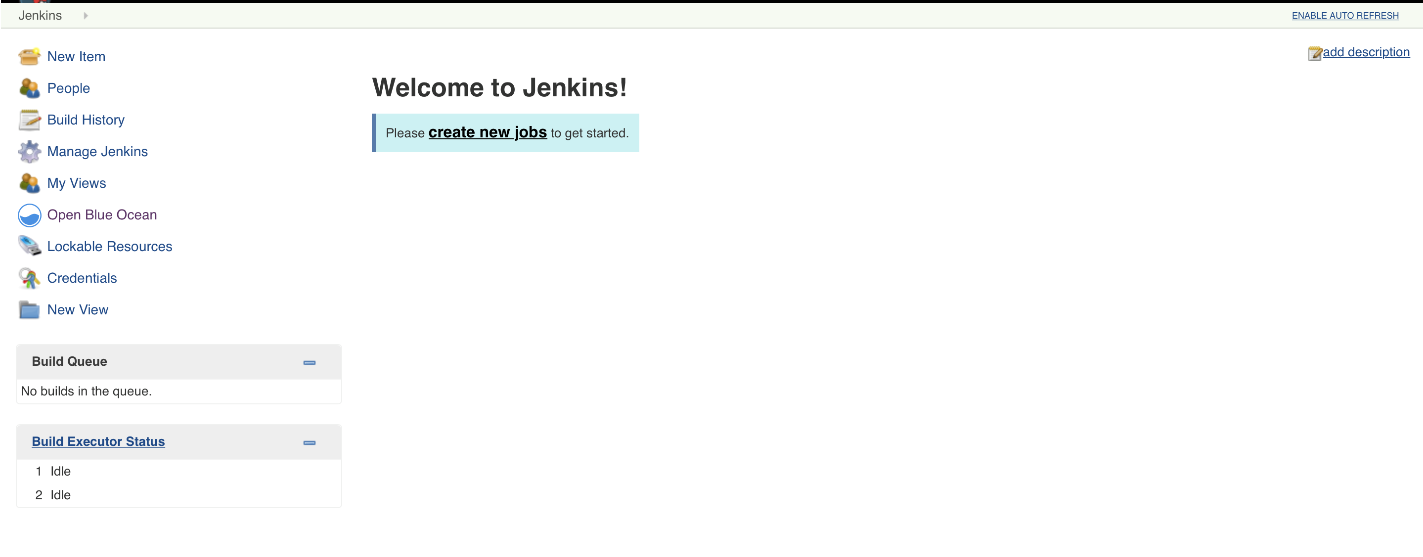 Jenkins
ENABLE AUTO REFRESH
New Item
People
Build History
Manage Jenkins
My Views
Open Blue Ocean
Lockable Resources
Credentials
New View
Build Queue
No builds in the queue.
Build Executor Status
1 Idle
2 Idle
add description
Welcome to Jenkins!
Please create new jobs to get started.